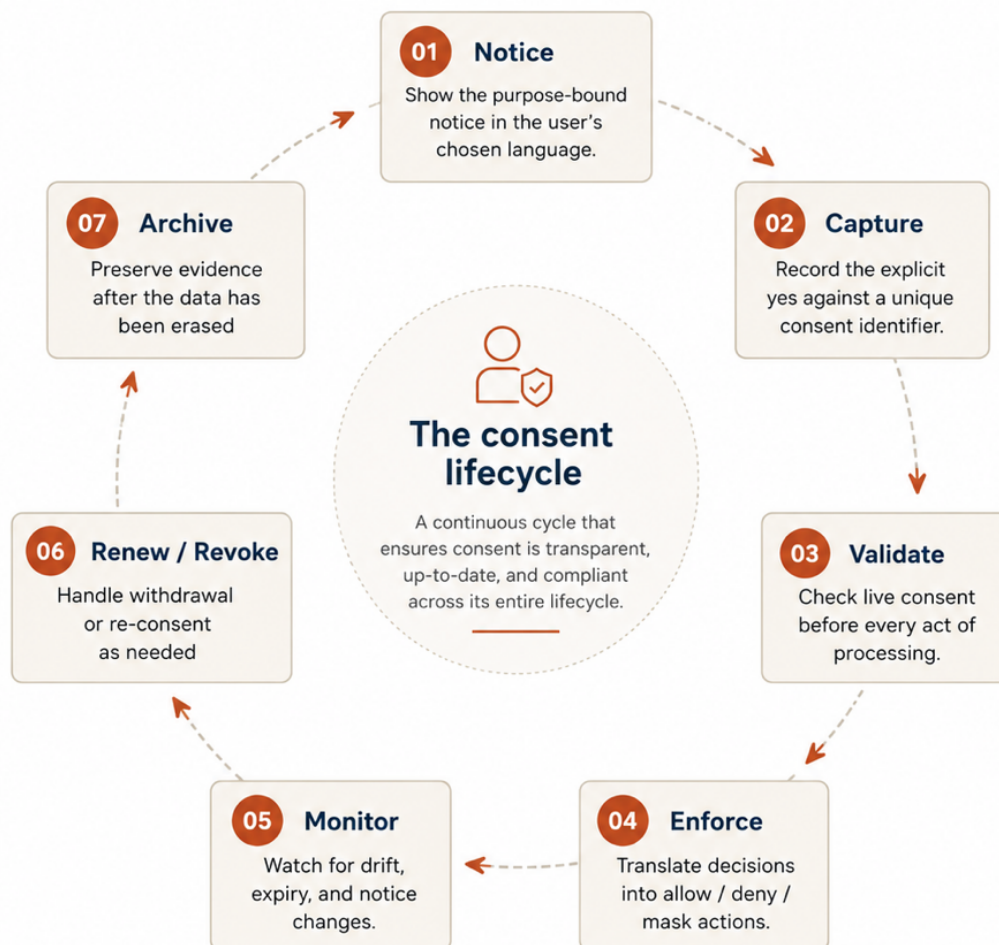 01 Notice
Show the purpose-bound
notice in the user's
chosen language.
02 Capture
Record the explicit
yes against a unique
consent identifier.
03 Validate
Check live consent
before every act of
processing.
04 Enforce
Translate decisions
into allow / deny /
mask actions.
05 Monitor
Watch for drift,
expiry, and notice
changes.
06 Renew / Revoke
Handle withdrawal
or re-consent
as needed
07 Archive
Preserve evidence
after the data has
been erased
The consent
lifecycle
A continuous cycle that
ensures consent is transparent,
up-to-date, and compliant
across its entire lifecycle.